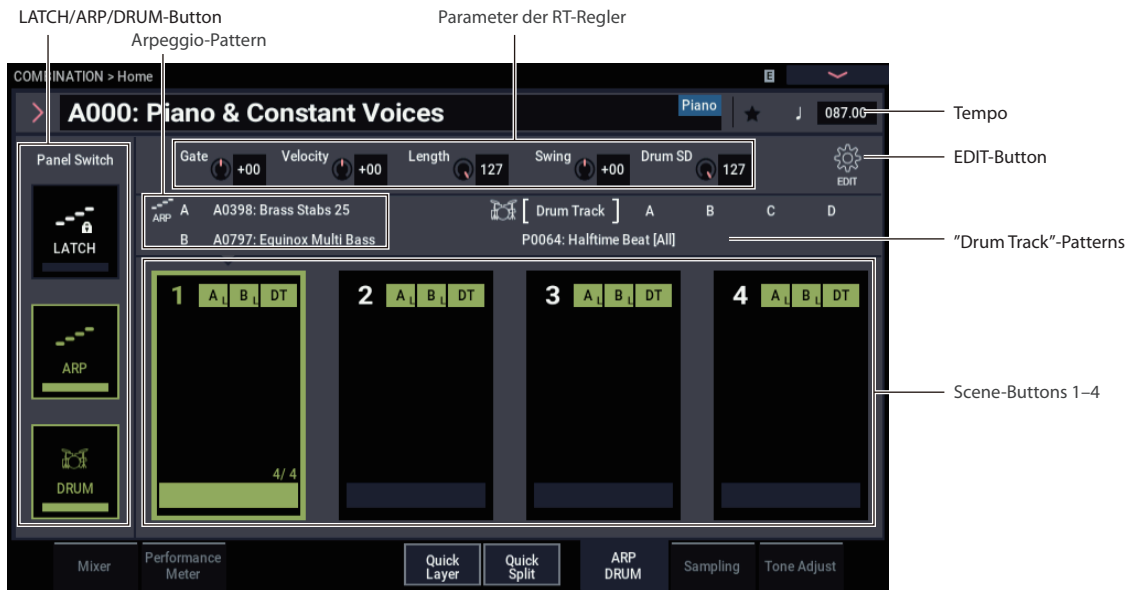 LATCH/ARP/DRUM-Button
Parameter der RT-Regler
Arpeggio-Pattern
COMBINATION > Home
E
A000: Piano & Constant Voices
Piano
087.00
Tempo
Panel Switch
Gate +00 Velocity +00 Length 127 Swing +00 Drum SD 127
EDIT
EDIT-Button
ARP A A0398: Brass Stabs 25
[ Drum Track ] A B C D
B A0797: Equinox Multi Bass
P0064: Halftime Beat [All]
”Drum Track”-Patterns
LATCH
1 A L B L DT
2 A L B L DT
3 A L B L DT
4 A L B L DT
ARP
Scene-Buttons 1–4
4/ 4
DRUM
Mixer
Performance
Meter
Quick
Layer
Quick
Split
ARP
DRUM
Sampling
Tone Adjust